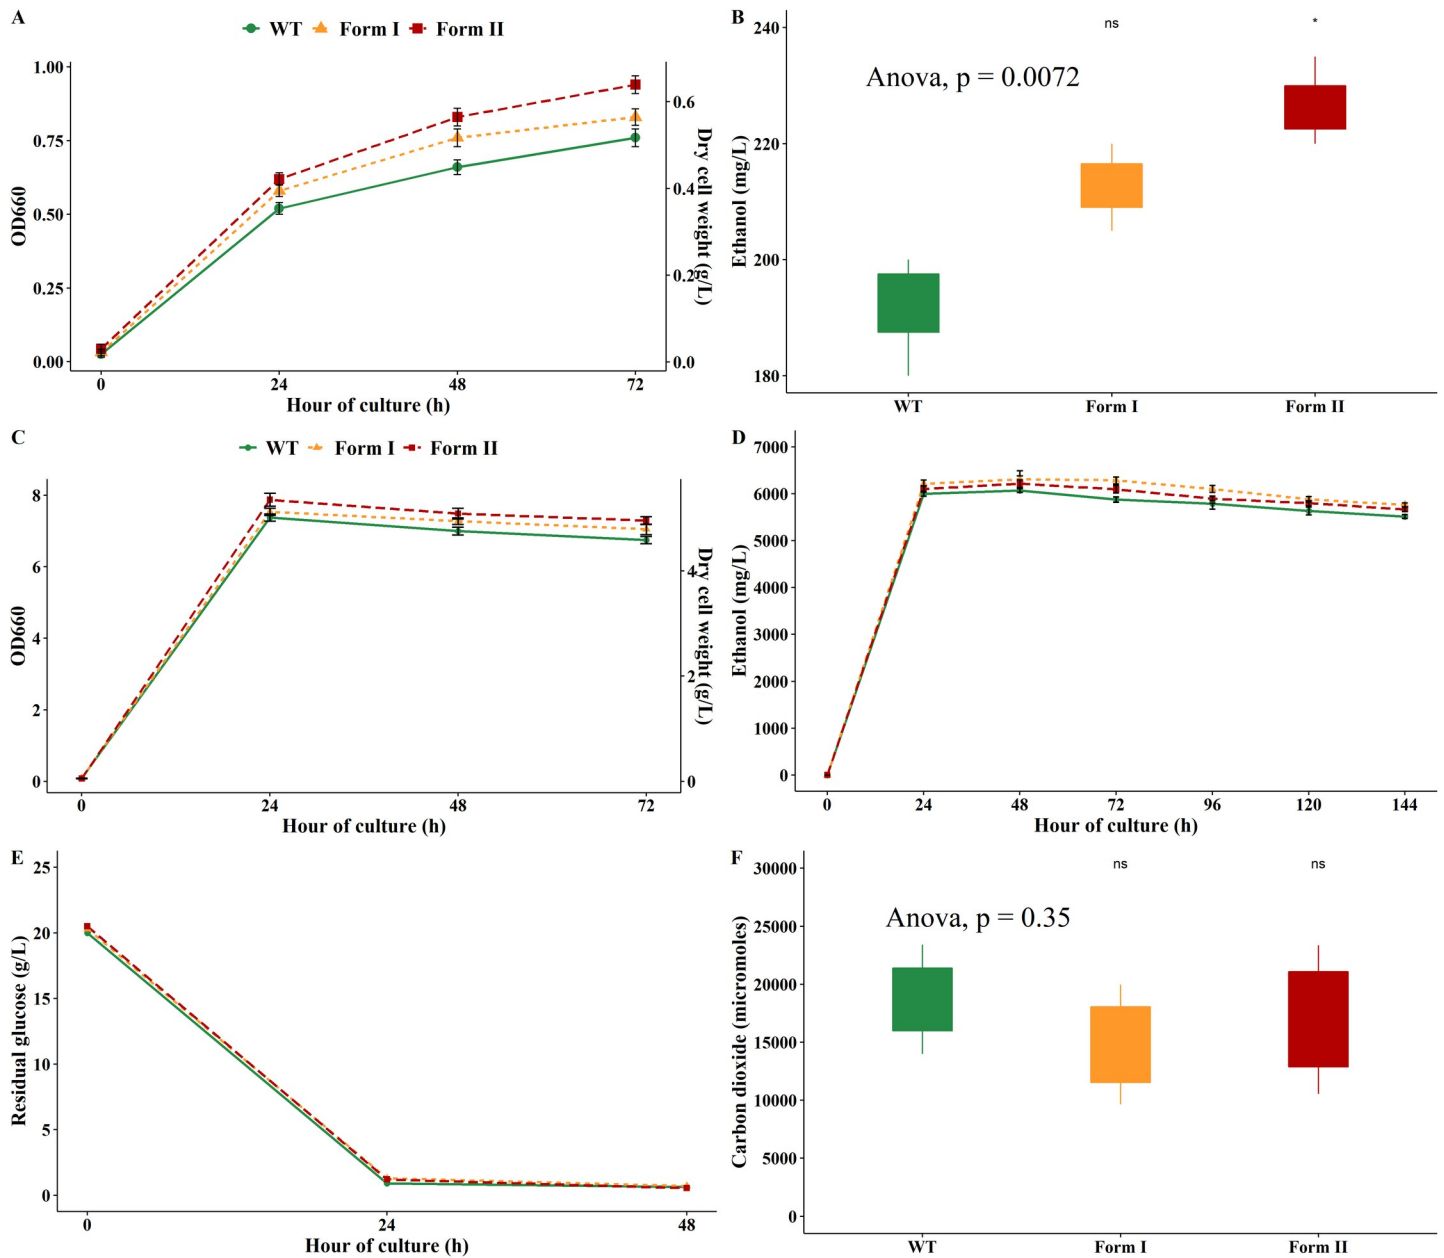 A
WT Form I Form II
1.00
0.75
0.50
0.25
0.00
OD660
0.6
0.4
0.2
0.0
Dry cell weight (g/L)
0 24 48 72
Hour of culture (h)
B
ns *
Anova, p = 0.0072
240
220
200
180
Ethanol (mg/L)
WT Form I Form II
C
WT Form I Form II
8
6
4
2
0
OD660
4
2
0
Dry cell weight (g/L)
0 24 48 72
Hour of culture (h)
D
7000
6000
5000
4000
3000
2000
1000
0
Ethanol (mg/L)
0 24 48 72 96 120 144
Hour of culture (h)
E
25
20
15
10
5
0
Residual glucose (g/L)
0 24 48
Hour of culture (h)
F
ns ns
Anova, p = 0.35
30000
25000
20000
15000
10000
5000
0
Carbon dioxide (micromoles)
WT Form I Form II